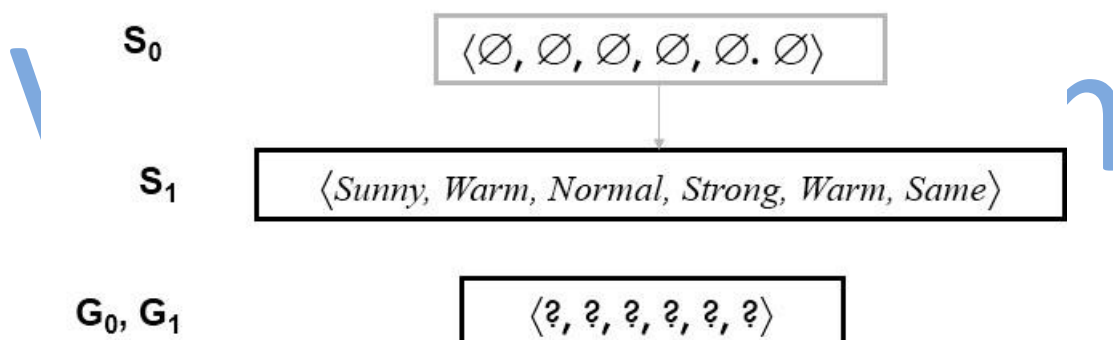 S₀ ⟨∅, ∅, ∅, ∅, ∅. ∅⟩
S₁ ⟨Sunny, Warm, Normal, Strong, Warm, Same⟩
G₀, G₁ ⟨?, ?, ?, ?, ?, ?⟩